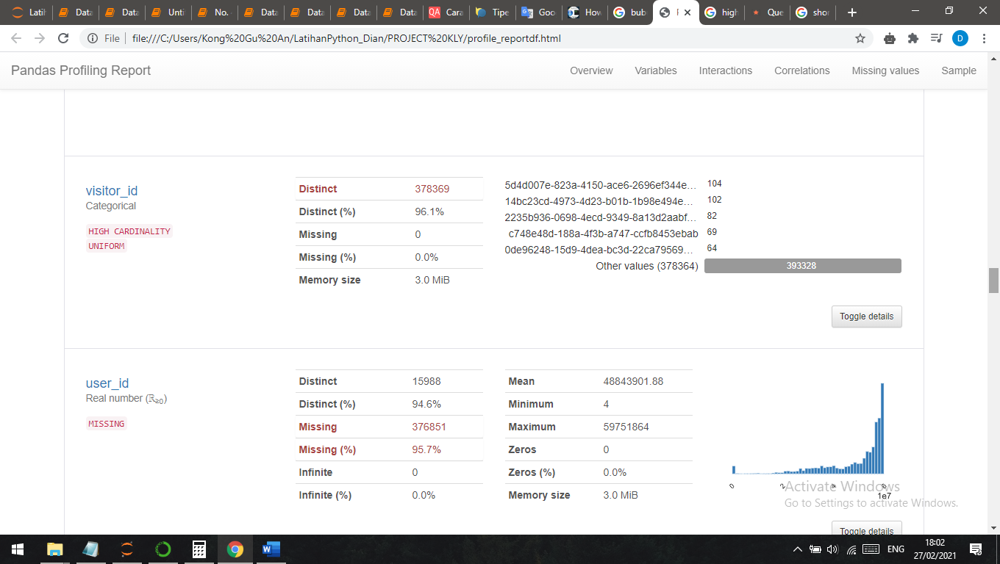 Latih
Data
Data
Unti
No.
Data
Data
Data
Data
QA Cara
Tipe
Goo
How
bub
high
Que
shor
File file:///C:/Users/Kong%20Gu%20An/LatihanPython_Dian/PROJECT%20KLY/profile_reportdf.html
D
Pandas Profiling Report Overview Variables Interactions Correlations Missing values Sample
visitor_id
Categorical
HIGH CARDINALITY
UNIFORM
Distinct 378369
Distinct (%) 96.1%
Missing 0
Missing (%) 0.0%
Memory size 3.0 MiB
5d4d007e-823a-4150-ace6-2696ef344e… 104
14bc23cd-4973-4d23-b01b-1b98e494e… 102
2235b936-0698-4ecd-9349-8a13d2aabf… 82
c748e48d-188a-4f3b-a747-ccfb8453ebab 69
0de96248-15d9-4dea-bc3d-22ca79569… 64
Other values (378364) 393328
Toggle details
user_id
Real number (ℝ≥0)
MISSING
Distinct 15988
Distinct (%) 94.6%
Missing 376851
Missing (%) 95.7%
Infinite 0
Infinite (%) 0.0%
Mean 48843901.88
Minimum 4
Maximum 59751864
Zeros 0
Zeros (%) 0.0%
Memory size 3.0 MiB
0 2
1e7
Activate Windows
Go to Settings to activate Windows.
Toggle details
ENG
18:02
27/02/2021